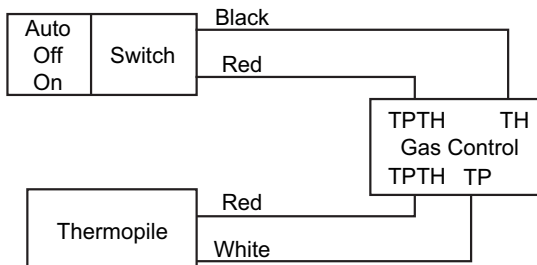 Black
Auto
Off
On
Switch
Red
TPTH TH
Gas Control
TPTH TP
Red
Thermopile
White